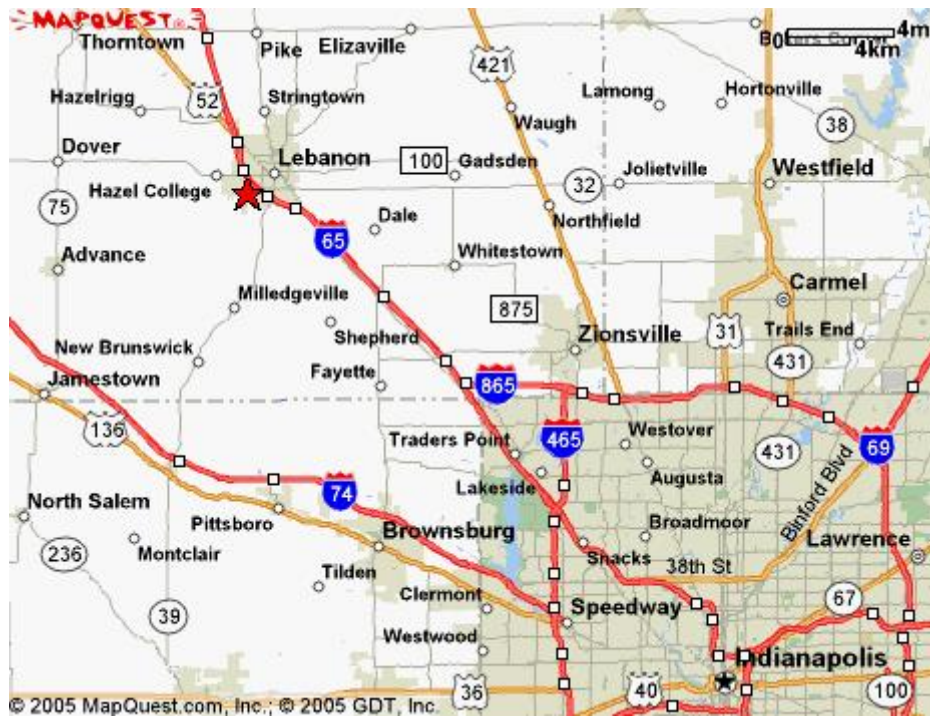 MAPQUEST
Thorntown
Pike
Elizaville
421
4m
0
4km
Hazelrigg
52
Stringtown
Lamong
Hortonville
Waugh
38
Dover
Lebanon
100
Gadsden
Jolietville
Westfield
Hazel College
32
75
Dale
Northfield
65
Advance
Whitestown
Carmel
Milledgeville
875
Zionsville
Trails End
Shepherd
31
431
New Brunswick
Fayette
865
Jamestown
136
Traders Point
465
Westover
431
69
Lakeside
Augusta
Binford Blvd
North Salem
74
Pittsboro
Brownsburg
Broadmoor
Lawrence
236
Montclair
Snacks
38th St
Tilden
39
Clermont
Speedway
67
Westwood
Indianapolis
36
40
100
© 2005 MapQuest.com, Inc.; © 2005 GDT, Inc.